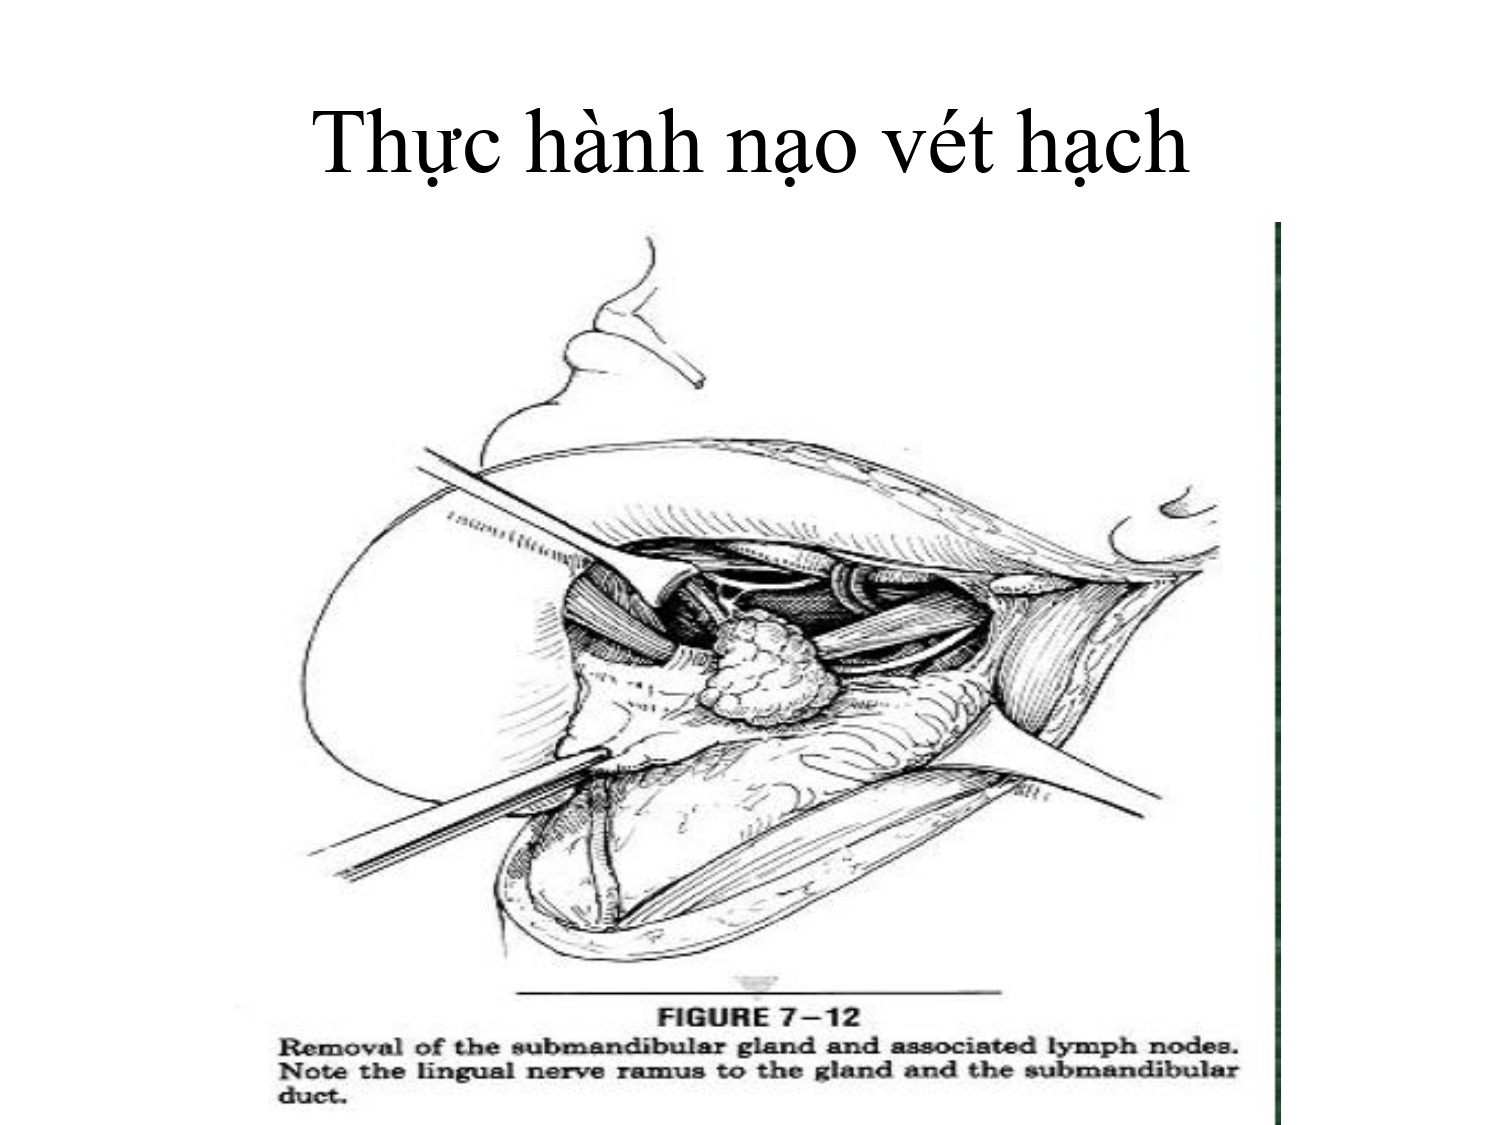 Thực hành nạo vét hạch
FIGURE 7–12
Removal of the submandibular gland and associated lymph nodes.
Note the lingual nerve ramus to the gland and the submandibular
duct.